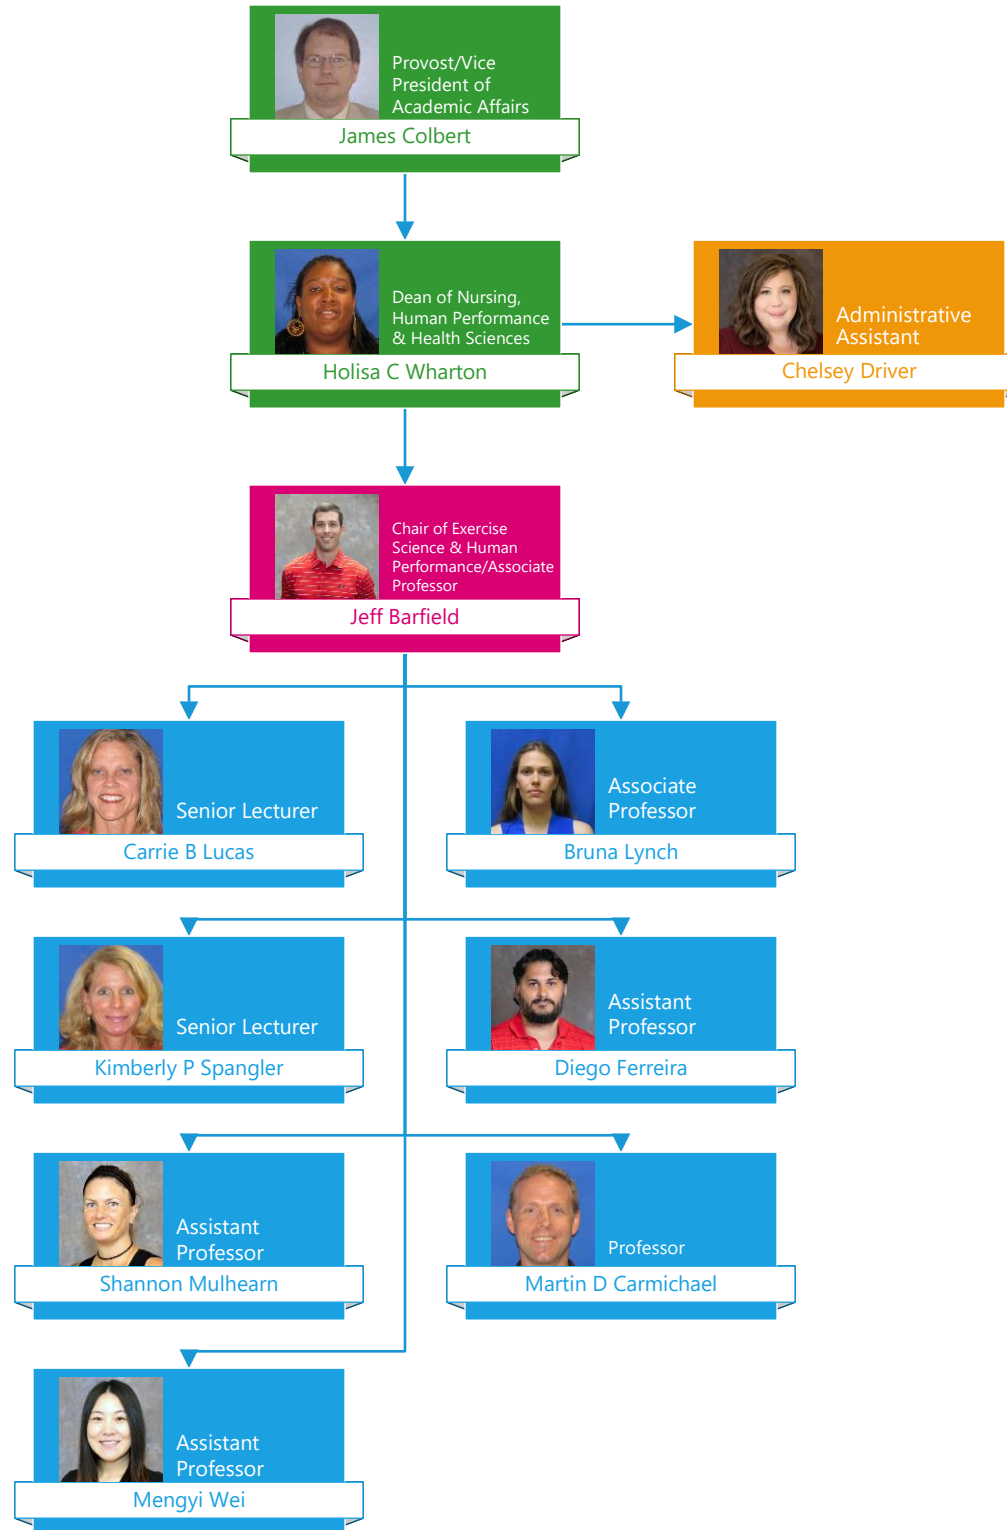 Provost/Vice
President of
Academic Affairs
James Colbert
Dean of Nursing,
Human Performance
& Health Sciences
Holisa C Wharton
Administrative
Assistant
Chelsey Driver
Chair of Exercise
Science & Human
Performance/Associate
Professor
Jeff Barfield
Senior Lecturer
Carrie B Lucas
Associate
Professor
Bruna Lynch
Senior Lecturer
Kimberly P Spangler
Assistant
Professor
Diego Ferreira
Assistant
Professor
Shannon Mulhearn
Professor
Martin D Carmichael
Assistant
Professor
Mengyi Wei